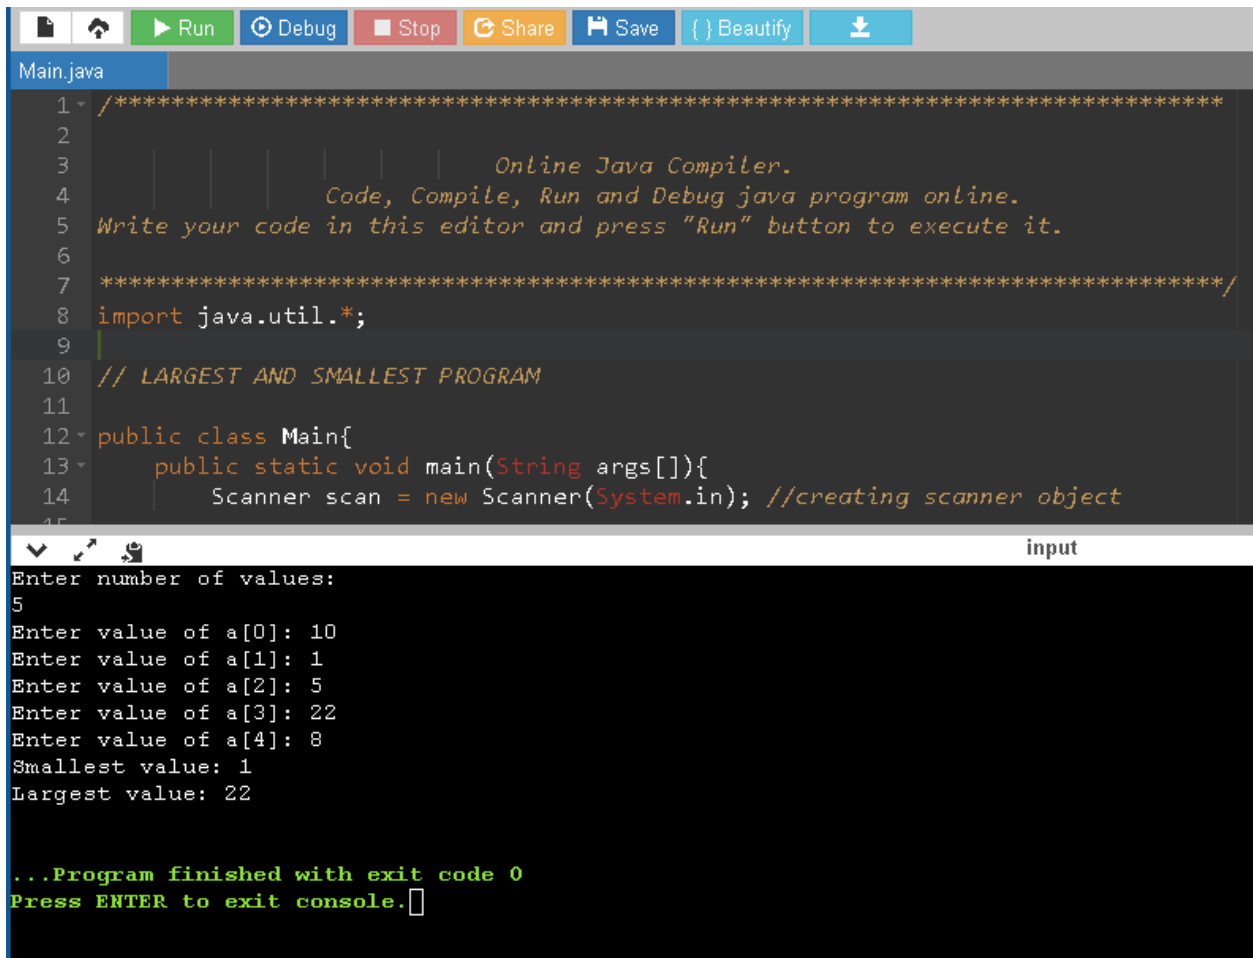 Run Debug Stop Share Save { } Beautify
Main.java
1 /******************************************************************************
2
3 Online Java Compiler.
4 Code, Compile, Run and Debug java program online.
5 Write your code in this editor and press "Run" button to execute it.
6
7 *******************************************************************************/
8 import java.util.*;
9
10 // LARGEST AND SMALLEST PROGRAM
11
12 public class Main{
13 public static void main(String args[]){
14 Scanner scan = new Scanner(System.in); //creating scanner object
15
input
Enter number of values:
5
Enter value of a[0]: 10
Enter value of a[1]: 1
Enter value of a[2]: 5
Enter value of a[3]: 22
Enter value of a[4]: 8
Smallest value: 1
Largest value: 22
...Program finished with exit code 0
Press ENTER to exit console.